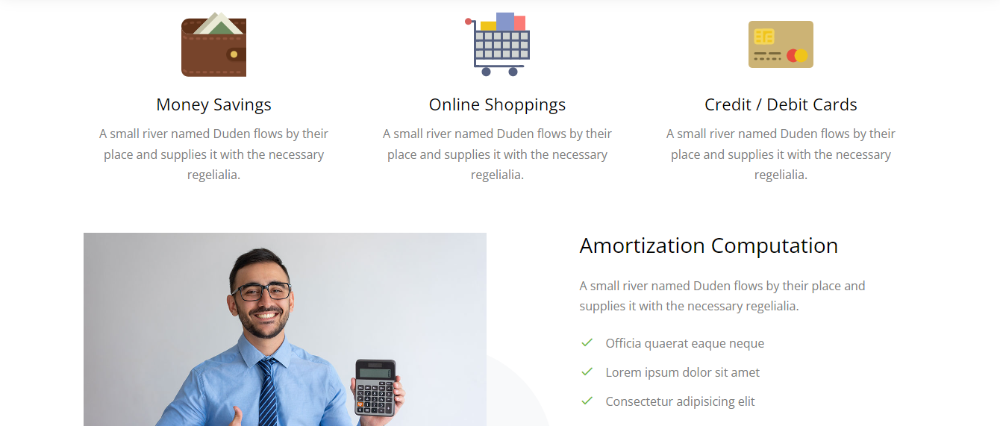 Money Savings
A small river named Duden flows by their
place and supplies it with the necessary
regelialia.
Online Shoppings
A small river named Duden flows by their
place and supplies it with the necessary
regelialia.
Credit / Debit Cards
A small river named Duden flows by their
place and supplies it with the necessary
regelialia.
Amortization Computation
A small river named Duden flows by their place and
supplies it with the necessary regelialia.
Officia quaerat eaque neque
Lorem ipsum dolor sit amet
Consectetur adipisicing elit